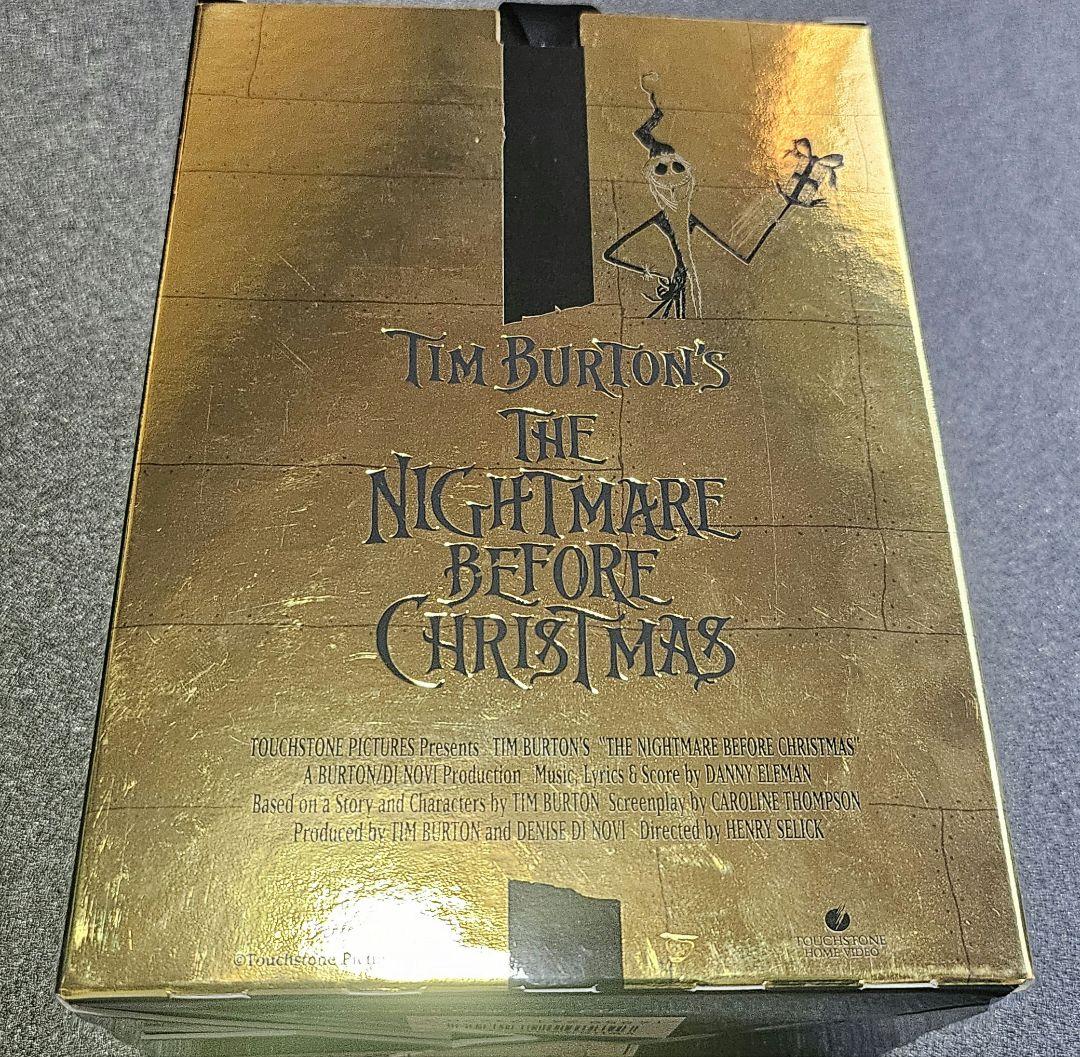 TIM BURTON'S
THE
NIGHTMARE
BEFORE
CHRISTMAS
TOUCHSTONE PICTURES Presents TIM BURTON'S "THE NIGHTMARE BEFORE CHRISTMAS"
A BURTON/DI NOVI Production Music, Lyrics & Score by DANNY ELFMAN
Based on a Story and Characters by TIM BURTON Screenplay by CAROLINE THOMPSON
Produced by TIM BURTON and DENISE DI NOVI Directed by HENRY SELICK
©Touchstone
TOUCHSTONE
HOME VIDEO